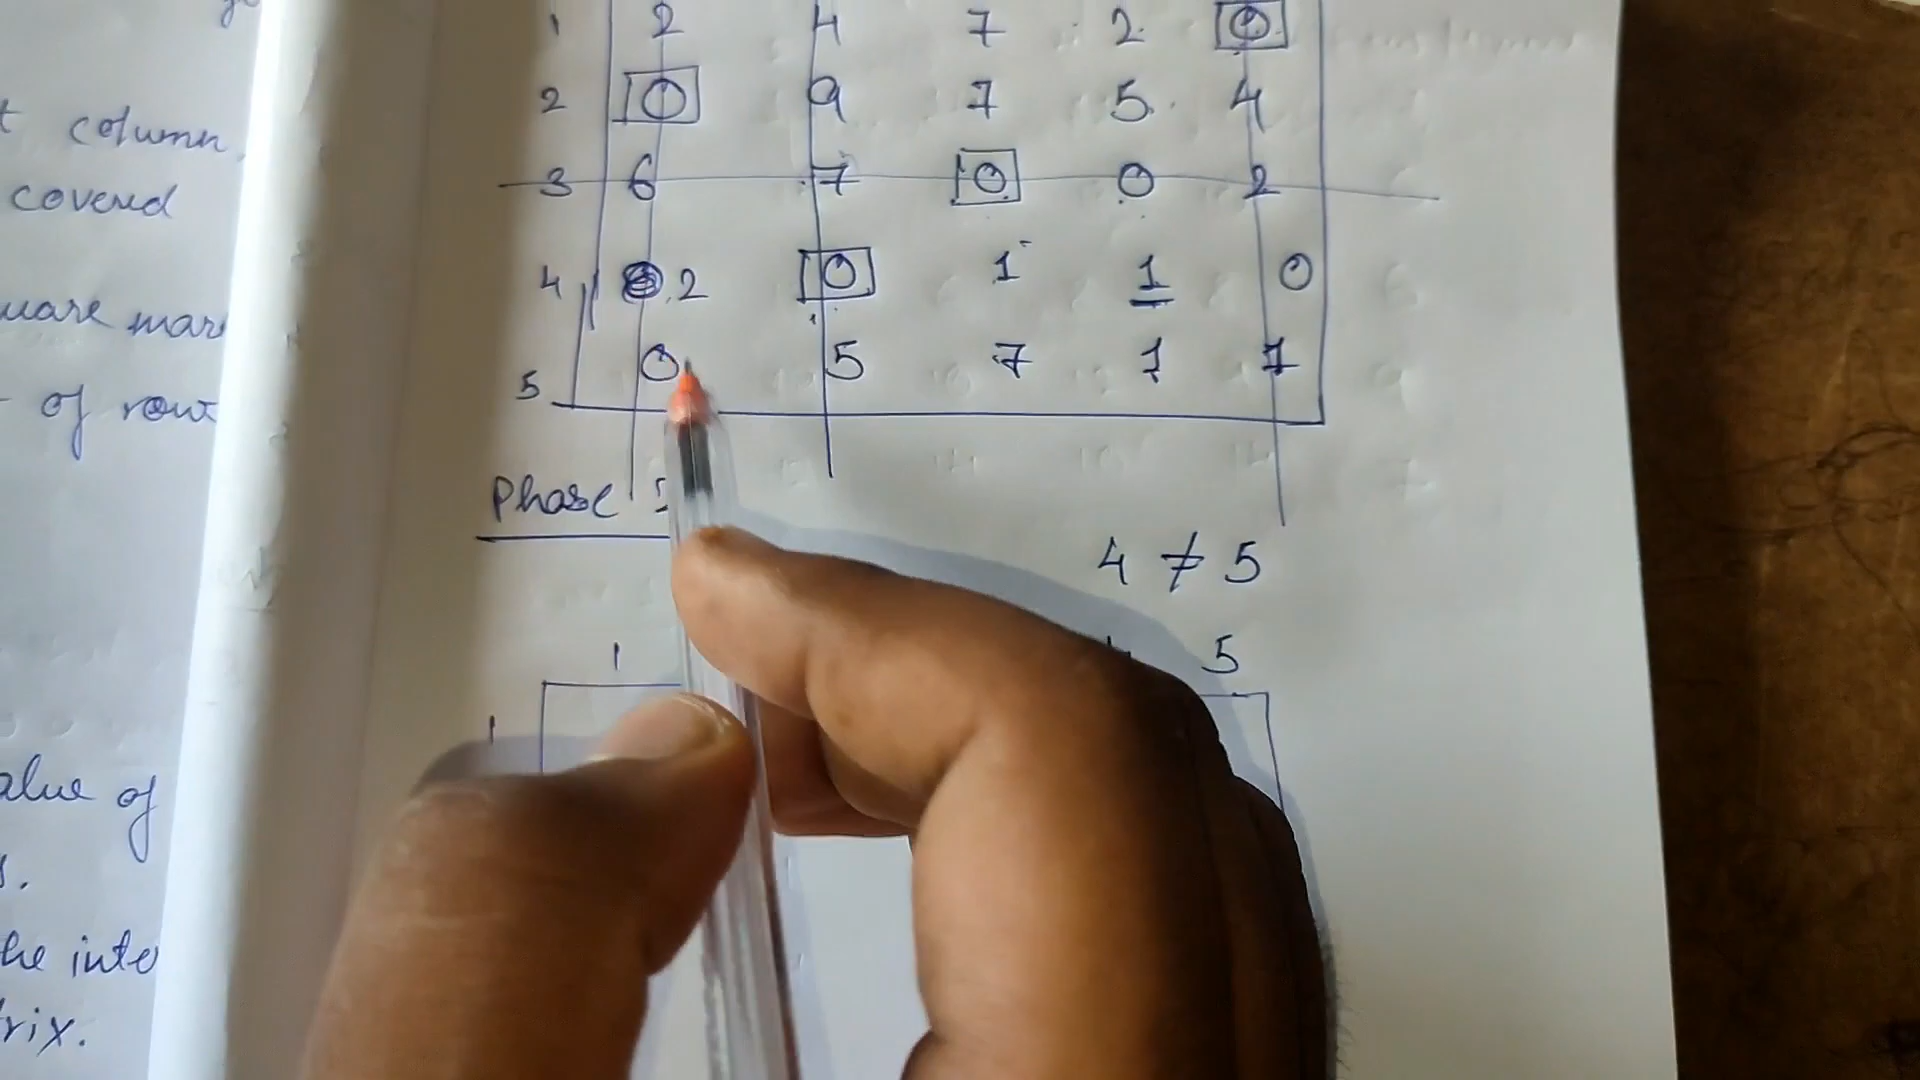 1 2 4 7 2 0
2 0 9 7 5 4
t column,
3 6 7 0 0 2
covered
4 2 0 1 1 0
5 0 5 7 1 1
of row
Phase
4 ≠ 5
1 5
1
alue of
s.
he inte
rix.